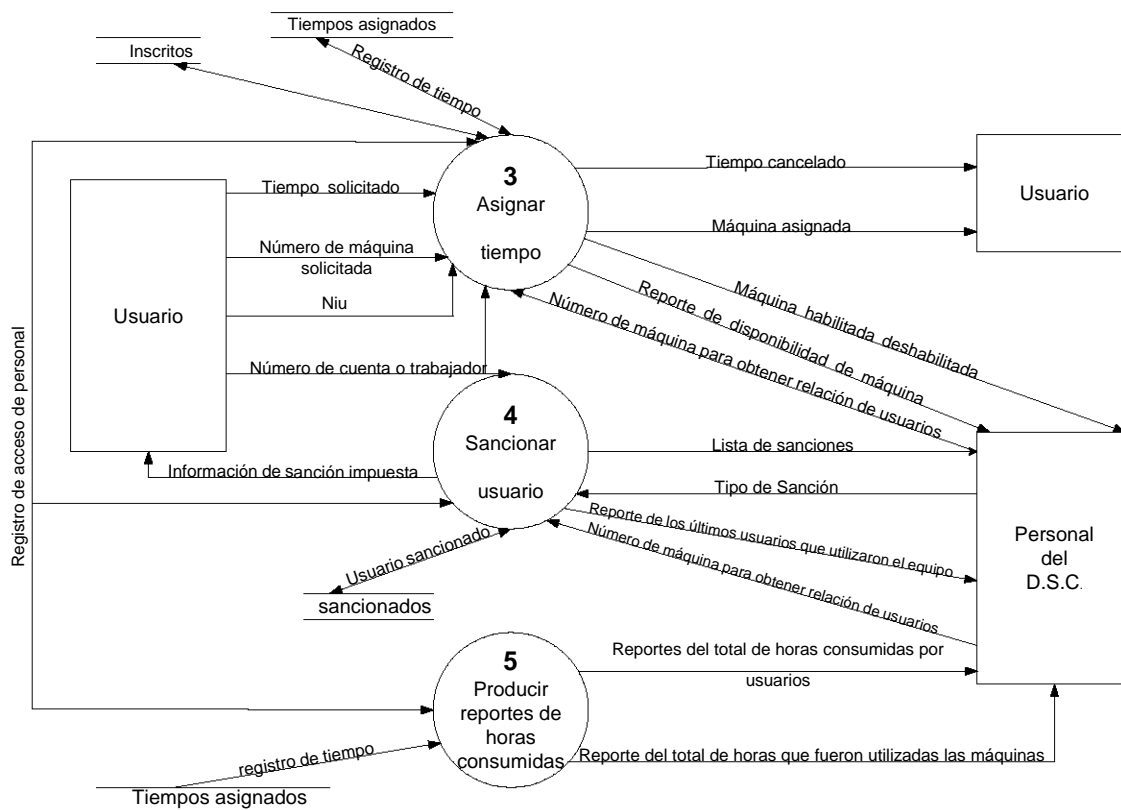 Tiempos asignados
Inscritos
Registro de tiempo
3
Asignar
tiempo
Tiempo solicitado
Número de máquina
solicitada
Niu
Número de cuenta o trabajador
Usuario
Tiempo cancelado
Máquina asignada
Usuario
Máquina habilitada deshabilitada
Reporte de disponibilidad de máquina
Número de máquina para obtener relación de usuarios
Registro de acceso de personal
4
Sancionar
usuario
Información de sanción impuesta
Lista de sanciones
Tipo de Sanción
Reporte de los últimos usuarios que utilizaron el equipo
Número de máquina para obtener relación de usuarios
Personal
del
D.S.C.
Usuario sancionado
sancionados
5
Producir
reportes de
horas
consumidas
Reportes del total de horas consumidas por
usuarios
Reporte del total de horas que fueron utilizadas las máquinas
registro de tiempo
Tiempos asignados